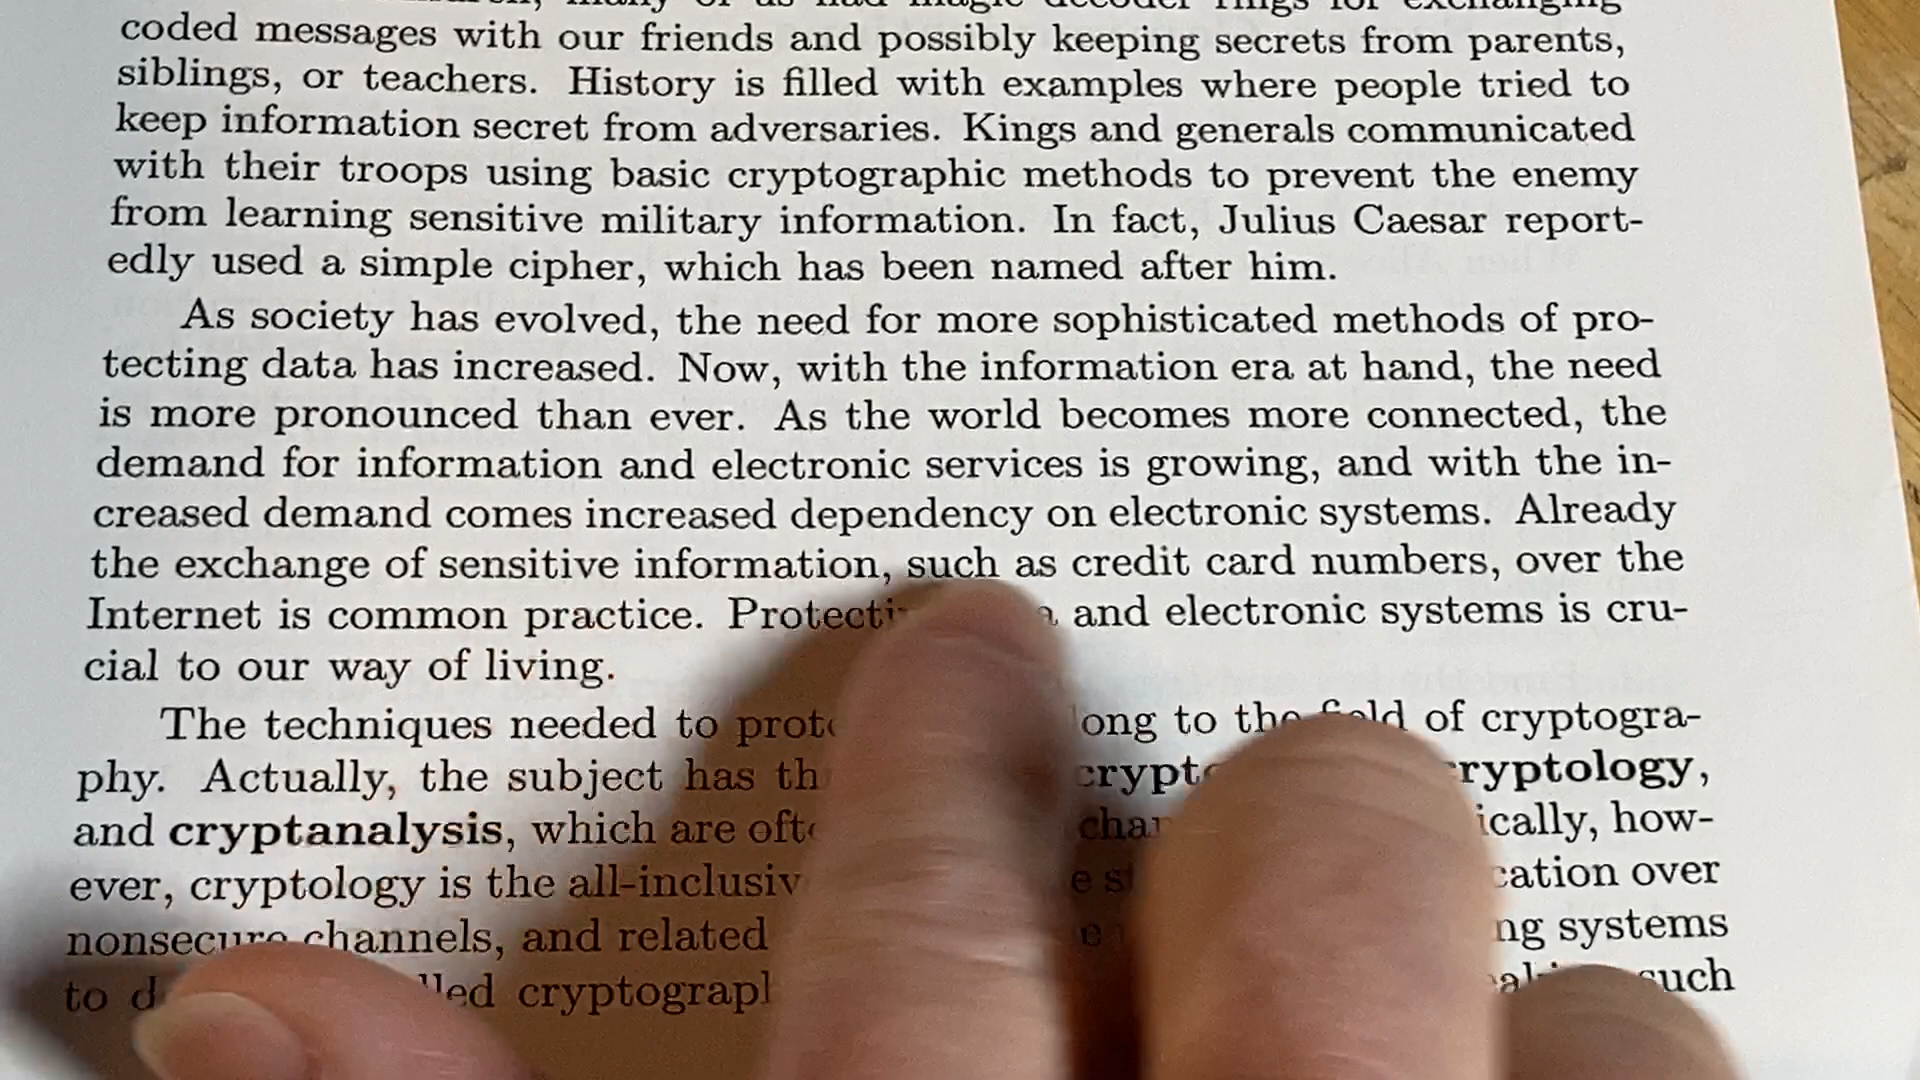 coded messages with our friends and possibly keeping secrets from parents,
siblings, or teachers. History is filled with examples where people tried to
keep information secret from adversaries. Kings and generals communicated
with their troops using basic cryptographic methods to prevent the enemy
from learning sensitive military information. In fact, Julius Caesar report-
edly used a simple cipher, which has been named after him.
As society has evolved, the need for more sophisticated methods of pro-
tecting data has increased. Now, with the information era at hand, the need
is more pronounced than ever. As the world becomes more connected, the
demand for information and electronic services is growing, and with the in-
creased demand comes increased dependency on electronic systems. Already
the exchange of sensitive information, such as credit card numbers, over the
Internet is common practice. and electronic systems is cru-
cial to our way of living.
The techniques needed to to the field of cryptogra-
phy. Actually, the subject has
and cryptanalysis, which are how-
ever, cryptology is the over
nonsecure channels, and related systems
to cryptograp such